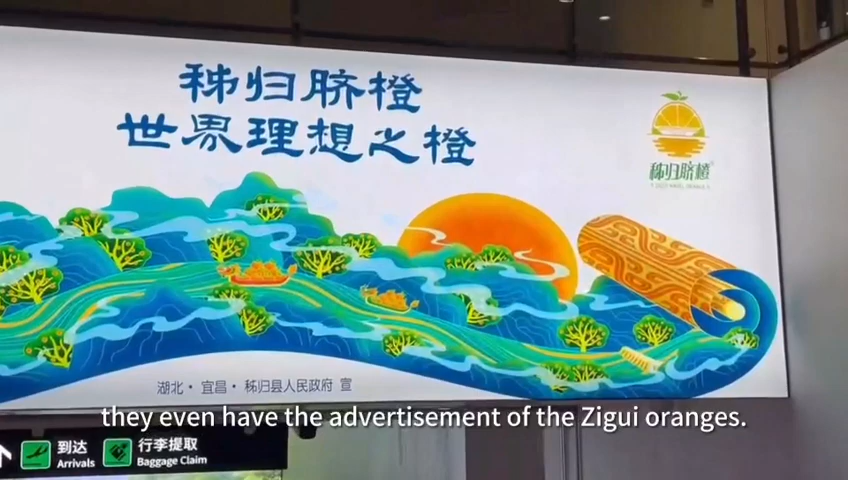 秭归脐橙
世界理想之橙
秭归脐橙
湖北·宜昌·秭归县人民政府 宣
they even have the advertisement of the Zigui oranges.
到达
Arrivals
行李提取
Baggage Claim